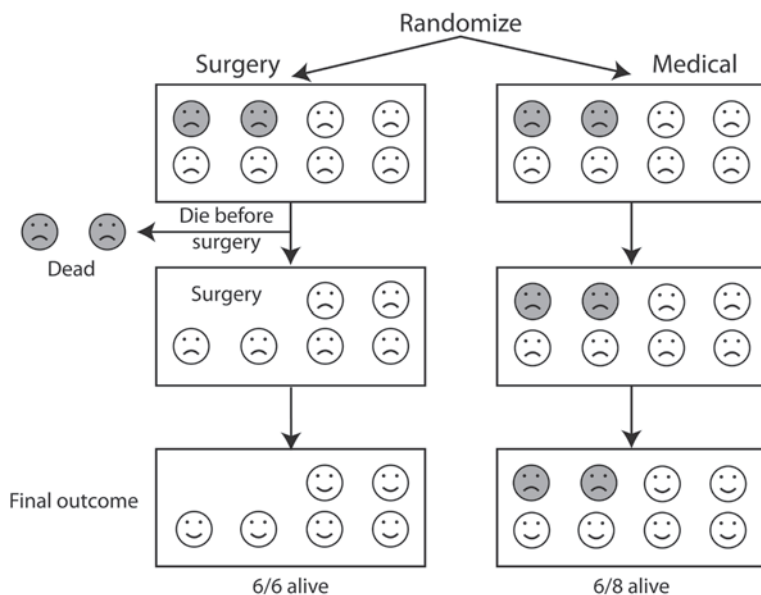 Randomize
Surgery
Medical
Die before
surgery
Dead
Surgery
Final outcome
6/6 alive
6/8 alive